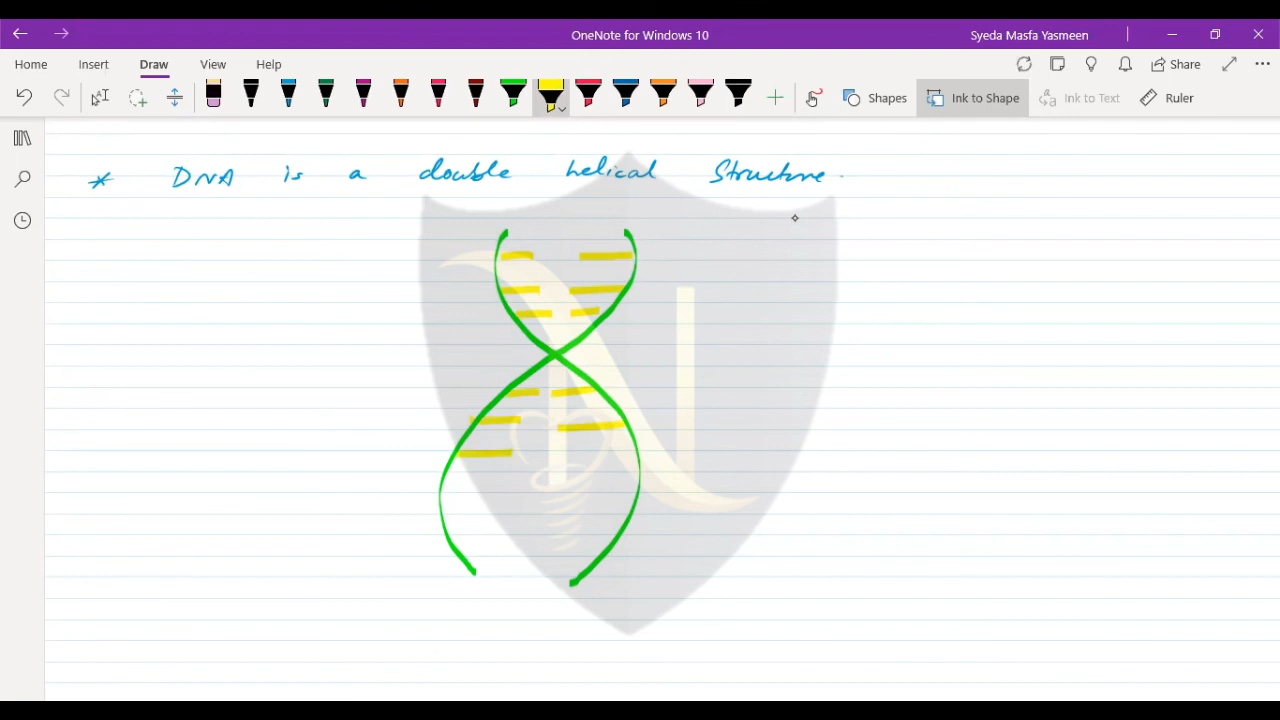 OneNote for Windows 10
Syeda Masfa Yasmeen
Home Insert Draw View Help
Share
Shapes Ink to Shape Ink to Text Ruler
* DNA is a double helical Structure.